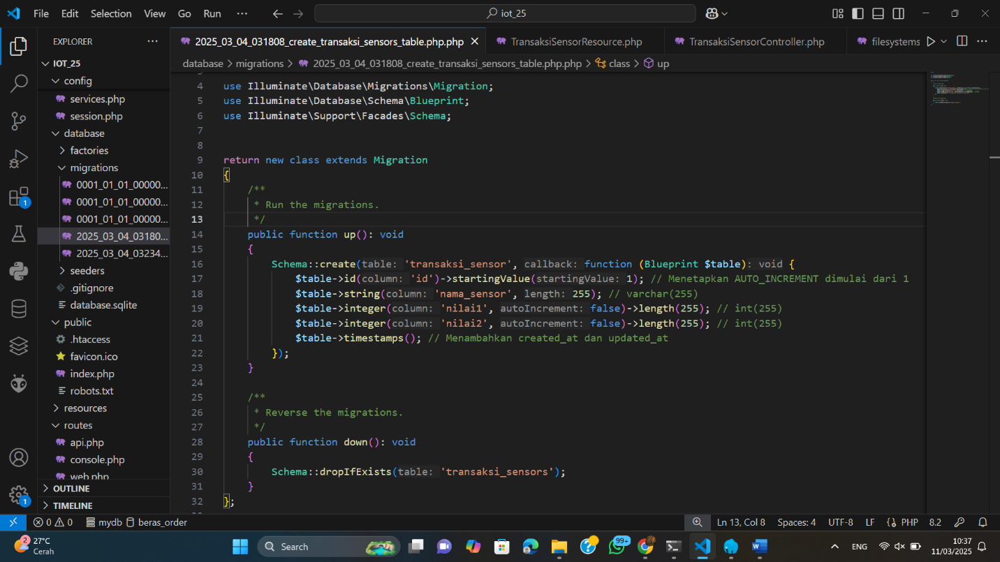 File Edit Selection View Go Run ··· iot_25
EXPLORER ···
IOT_25
config
services.php
session.php
database
factories
migrations
0001_01_01_00000...
0001_01_01_00000...
0001_01_01_00000...
2025_03_04_03180...
2025_03_04_03234...
seeders
.gitignore
database.sqlite
public
.htaccess
favicon.ico
index.php
robots.txt
resources
routes
api.php
console.php
web.php
OUTLINE
TIMELINE
1
1
2025_03_04_031808_create_transaksi_sensors_table.php.php TransaksiSensorResource.php TransaksiSensorController.php filesystems
database > migrations > 2025_03_04_031808_create_transaksi_sensors_table.php.php > class > up
4 use Illuminate\Database\Migrations\Migration;
5 use Illuminate\Database\Schema\Blueprint;
6 use Illuminate\Support\Facades\Schema;
7
8
9 return new class extends Migration
10 {
11 /**
12 * Run the migrations.
13 */
14 public function up(): void
15 {
16 Schema::create(table: 'transaksi_sensor', callback: function (Blueprint $table): void {
17 $table->id(column: 'id')->startingValue(startingValue: 1); // Menetapkan AUTO_INCREMENT dimulai dari 1
18 $table->string(column: 'nama_sensor', length: 255); // varchar(255)
19 $table->integer(column: 'nilai1', autoIncrement: false)->length(255); // int(255)
20 $table->integer(column: 'nilai2', autoIncrement: false)->length(255); // int(255)
21 $table->timestamps(); // Menambahkan created_at dan updated_at
22 });
23 }
24
25 /**
26 * Reverse the migrations.
27 */
28 public function down(): void
29 {
30 Schema::dropIfExists(table: 'transaksi_sensors');
31 }
32 };
0 0 mydb beras_order Ln 13, Col 8 Spaces: 4 UTF-8 LF PHP 8.2
2 27°C
Cerah
Search
99+
ENG
10:37
11/03/2025